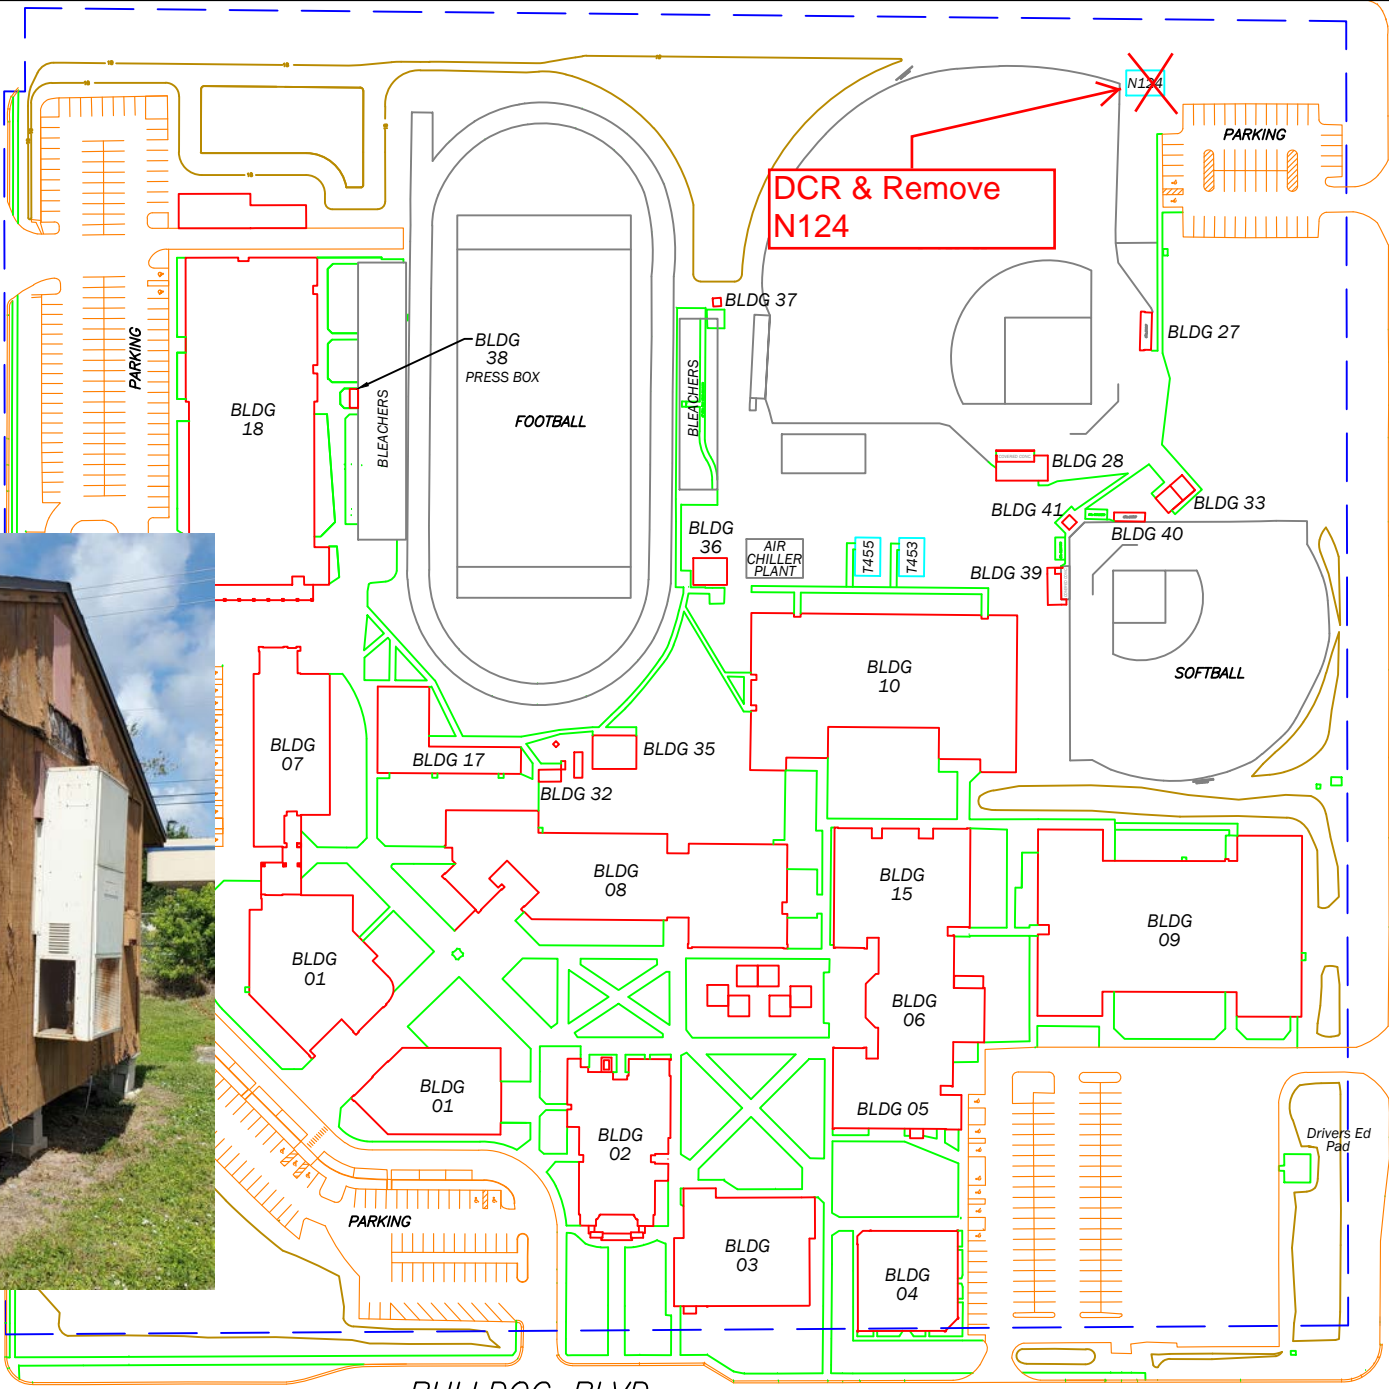 N124
PARKING
DCR & Remove
N124
BLDG 37
BLDG 27
BLDG
38
PRESS BOX
PARKING
BLEACHERS
BLEACHERS
BLDG
18
FOOTBALL
BLDG 28
BLDG 33
BLDG 41
BLDG 40
BLDG
36
AIR
CHILLER
PLANT
T455
T453
BLDG 39
BLDG
10
SOFTBALL
BLDG
07
BLDG 17
BLDG 35
BLDG 32
BLDG
08
BLDG
15
BLDG
09
BLDG
01
BLDG
06
BLDG
01
BLDG 05
BLDG
02
Drivers Ed
Pad
PARKING
BLDG
03
BLDG
04
BULLDOG BLVD